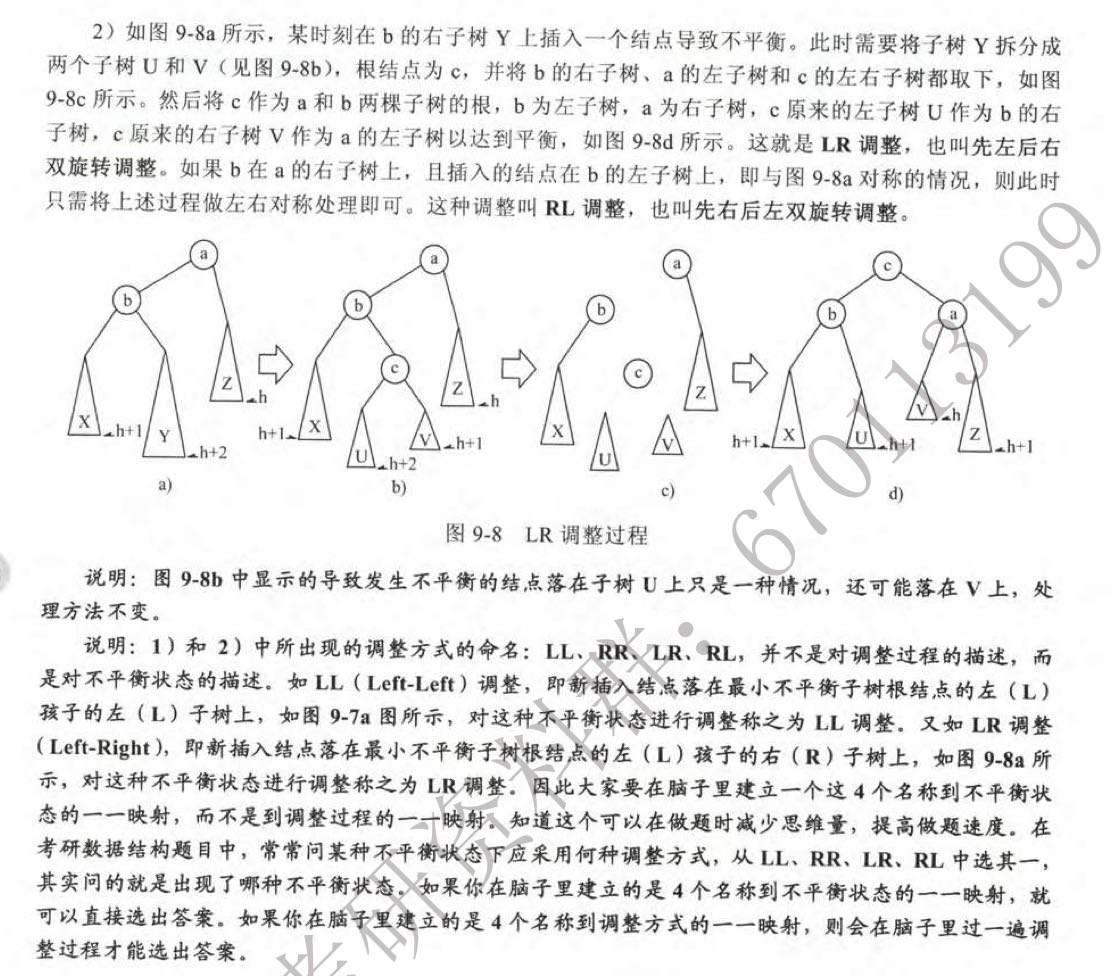 2）如图 9-8a 所示，某时刻在 b 的右子树 Y 上插入一个结点导致不平衡。此时需要将子树 Y 拆分成
两个子树 U 和 V（见图 9-8b），根结点为 c，并将 b 的右子树、a 的左子树和 c 的左右子树都取下，如图
9-8c 所示。然后将 c 作为 a 和 b 两棵子树的根，b 为左子树，a 为右子树，c 原来的左子树 U 作为 b 的右
子树，c 原来的右子树 V 作为 a 的左子树以达到平衡，如图 9-8d 所示。这就是 LR 调整，也叫先左后右
双旋转调整。如果 b 在 a 的右子树上，且插入的结点在 b 的左子树上，即与图 9-8a 对称的情况，则此时
只需将上述过程做左右对称处理即可。这种调整叫 RL 调整，也叫先右后左双旋转调整。
a
b
X
h+1
Y
h+2
Z
h
a)
a
b
c
h+1
X
U
h+2
V
h+1
Z
h
b)
a
b
c
X
U
V
Z
c)
c
b
a
h+1
X
U
h+1
V
h
Z
h+1
d)
图 9-8 LR 调整过程
说明：图 9-8b 中显示的导致发生不平衡的结点落在子树 U 上只是一种情况，还可能落在 V 上，处
理方法不变。
说明：1）和 2）中所出现的调整方式的命名：LL、RR、LR、RL，并不是对调整过程的描述，而
是对不平衡状态的描述。如 LL（Left-Left）调整，即新插入结点落在最小不平衡子树根结点的左（L）
孩子的左（L）子树上，如图 9-7a 图所示，对这种不平衡状态进行调整称之为 LL 调整。又如 LR 调整
（Left-Right），即新插入结点落在最小不平衡子树根结点的左（L）孩子的右（R）子树上，如图 9-8a 所
示，对这种不平衡状态进行调整称之为 LR 调整。因此大家要在脑子里建立一个这 4 个名称到不平衡状
态的一一映射，而不是到调整过程的一一映射。知道这个可以在做题时减少思维量，提高做题速度。在
考研数据结构题目中，常常问某种不平衡状态下应采用何种调整方式，从 LL、RR、LR、RL 中选其一，
其实问的就是出现了哪种不平衡状态。如果你在脑子里建立的是 4 个名称到不平衡状态的一一映射，就
可以直接选出答案。如果你在脑子里建立的是 4 个名称到调整方式的一一映射，则会在脑子里过一遍调
整过程才能选出答案。
考研资料群：670113199